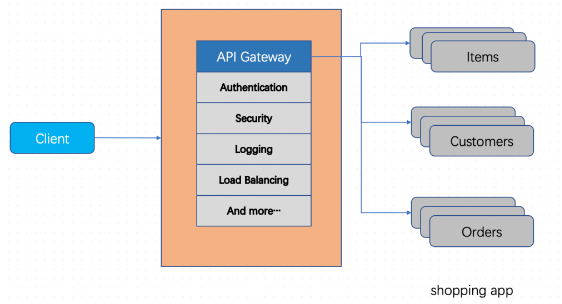 Client
API Gateway
Authentication
Security
Logging
Load Balancing
And more…
Items
Customers
Orders
shopping app